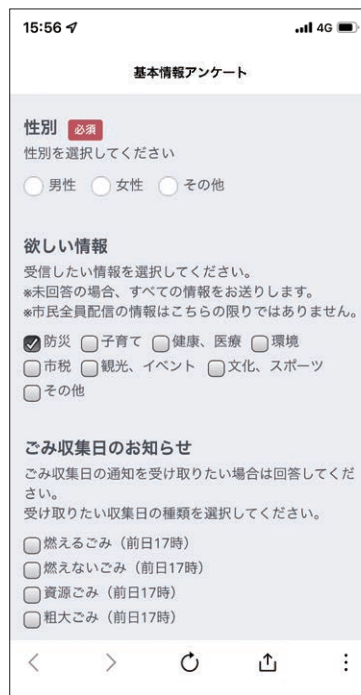 15:56
4G
基本情報アンケート
性別 必須
性別を選択してください
男性 女性 その他
欲しい情報
受信したい情報を選択してください。
※未回答の場合、すべての情報をお送りします。
※市民全員配信の情報はこちらの限りではありません。
防災 子育て 健康、医療 環境
市税 観光、イベント 文化、スポーツ
その他
ごみ収集日のお知らせ
ごみ収集日の通知を受け取りたい場合は回答してくだ
さい。
受け取りたい収集日の種類を選択してください。
燃えるごみ（前日17時）
燃えないごみ（前日17時）
資源ごみ（前日17時）
粗大ごみ（前日17時）